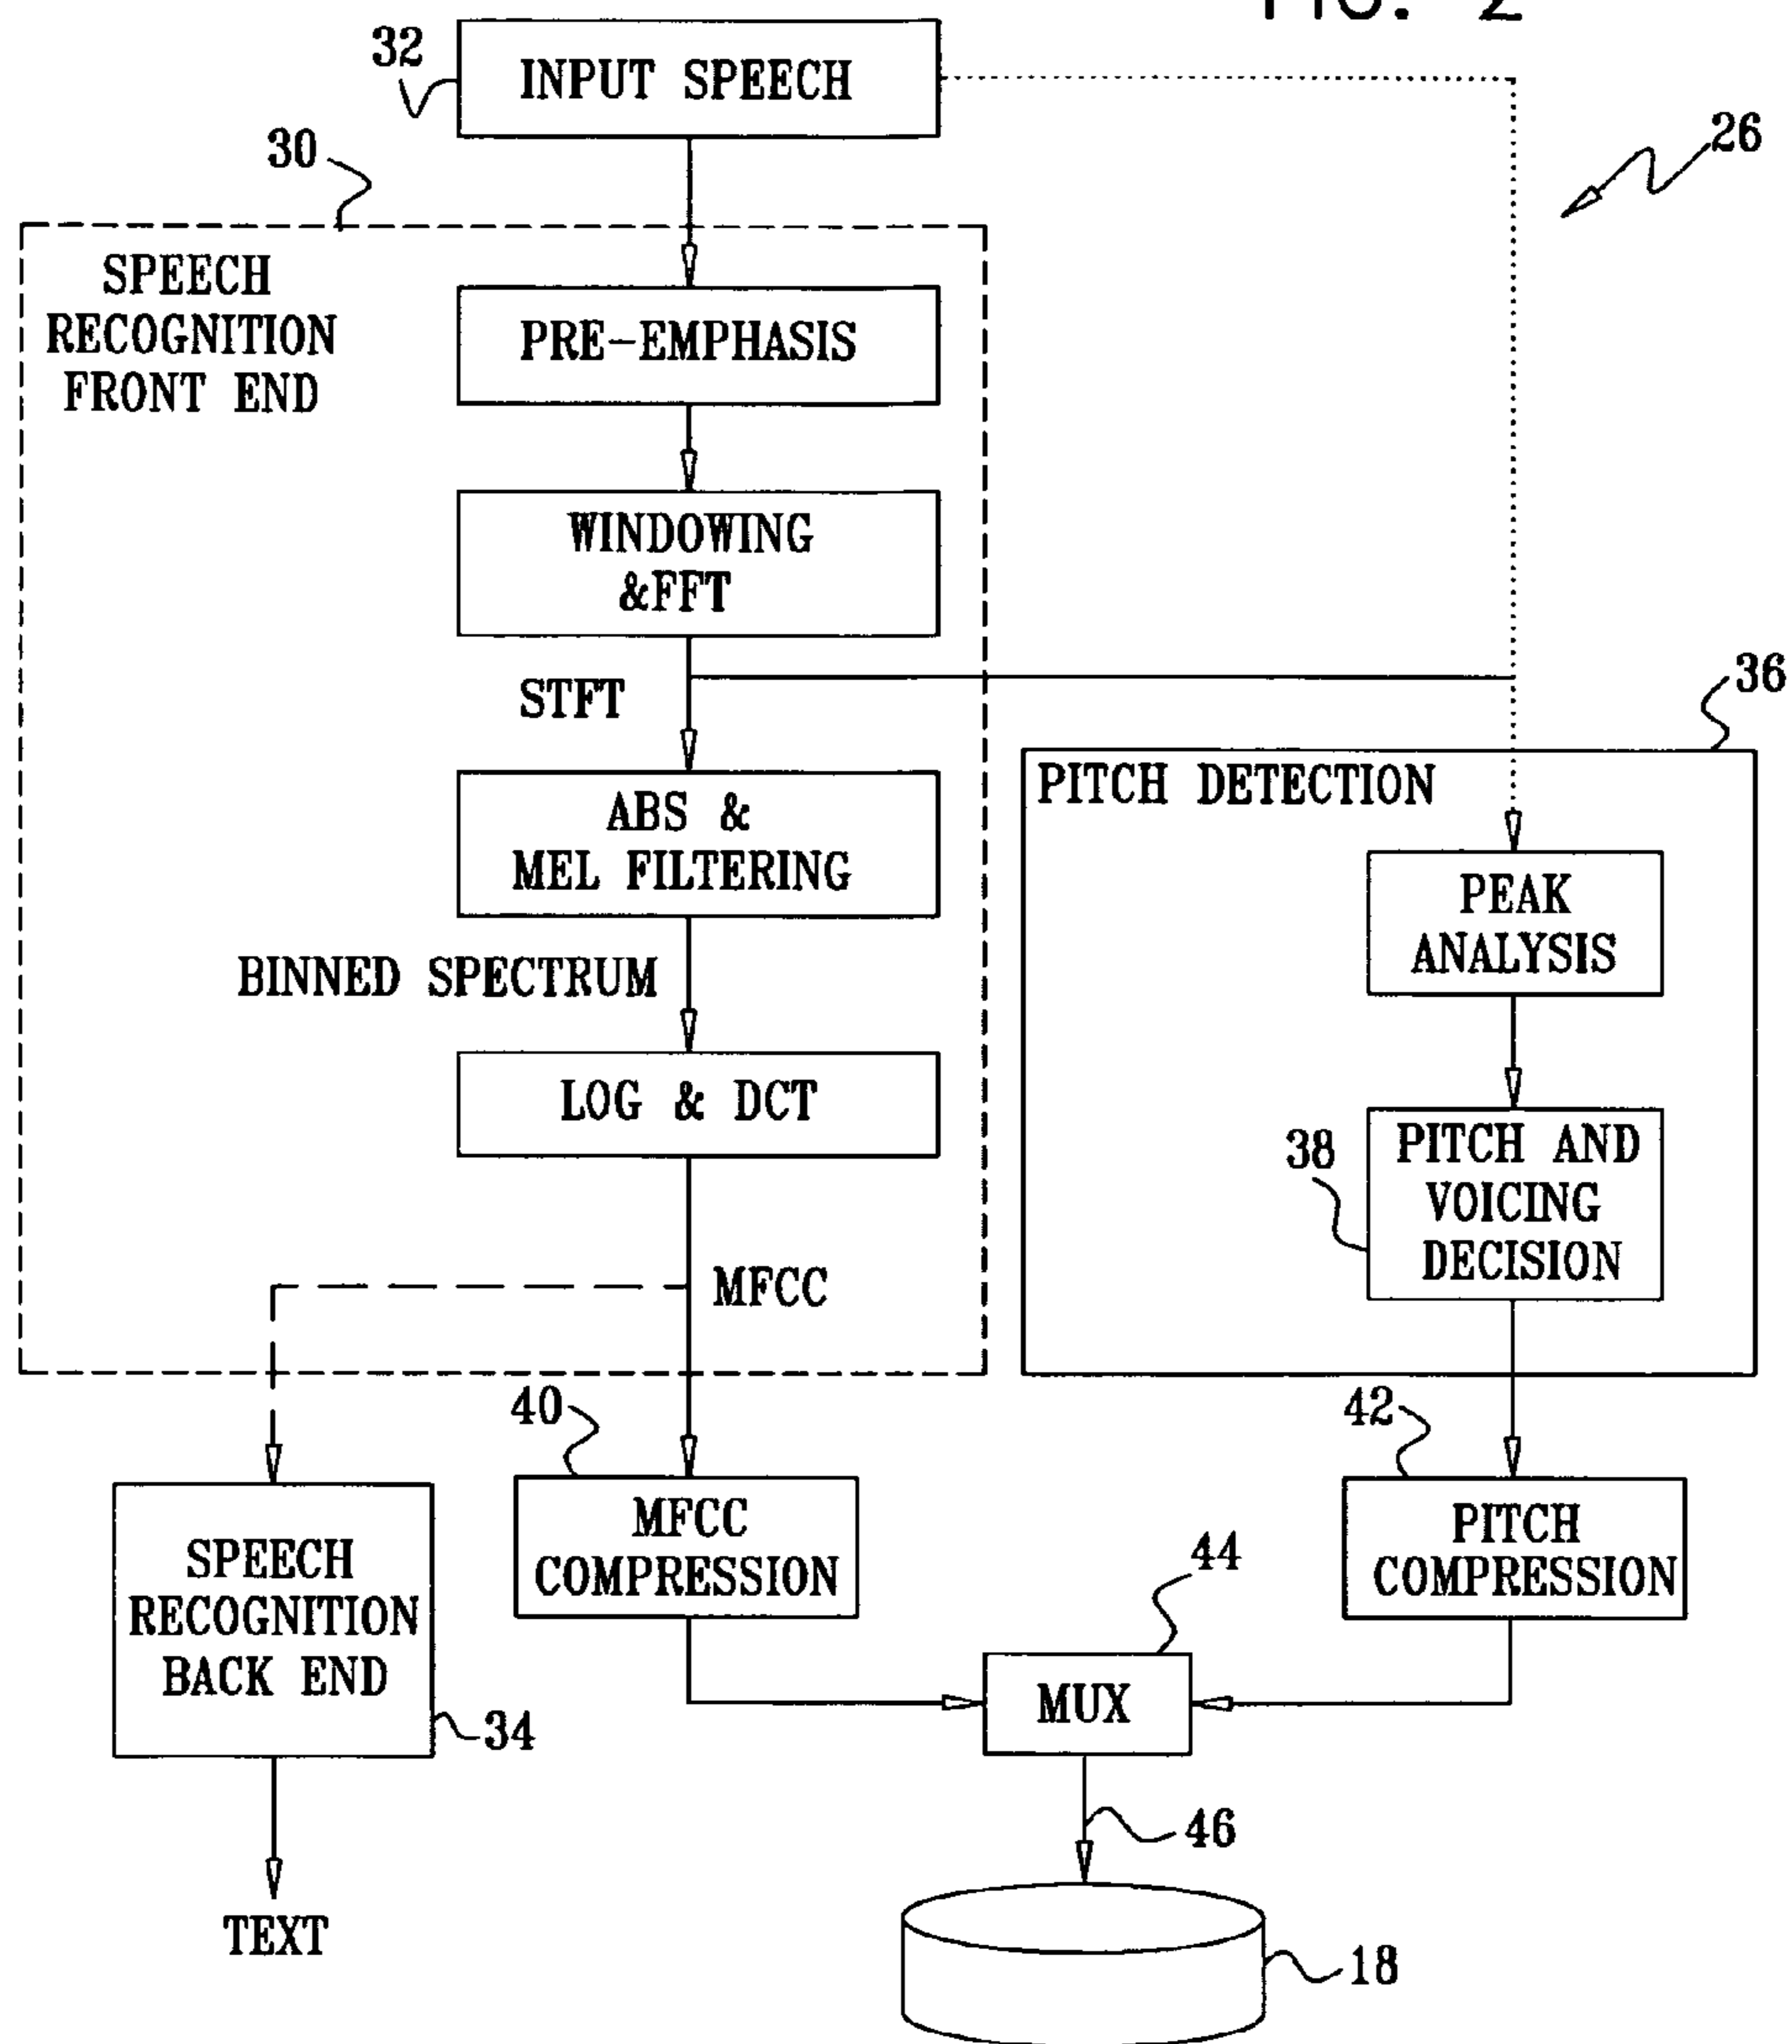 FIG. 2
32
INPUT SPEECH
30
26
SPEECH
RECOGNITION
FRONT END
PRE-EMPHASIS
WINDOWING
&FFT
STFT
36
PITCH DETECTION
ABS &
MEL FILTERING
PEAK
ANALYSIS
BINNED SPECTRUM
LOG & DCT
38
PITCH AND
VOICING
DECISION
MFCC
40
42
MFCC
COMPRESSION
PITCH
COMPRESSION
44
SPEECH
RECOGNITION
BACK END
34
MUX
46
TEXT
18